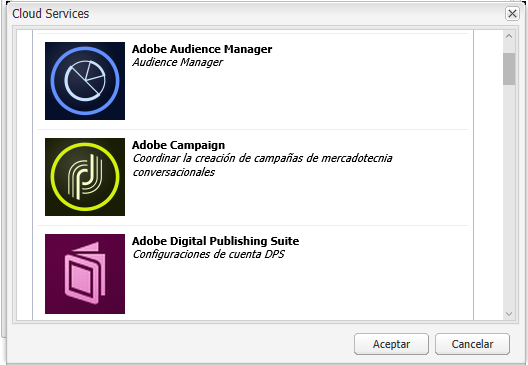 Cloud Services
Adobe Audience Manager
Audience Manager
Adobe Campaign
Coordinar la creación de campañas de mercadotecnia
conversacionales
Adobe Digital Publishing Suite
Configuraciones de cuenta DPS
Aceptar
Cancelar